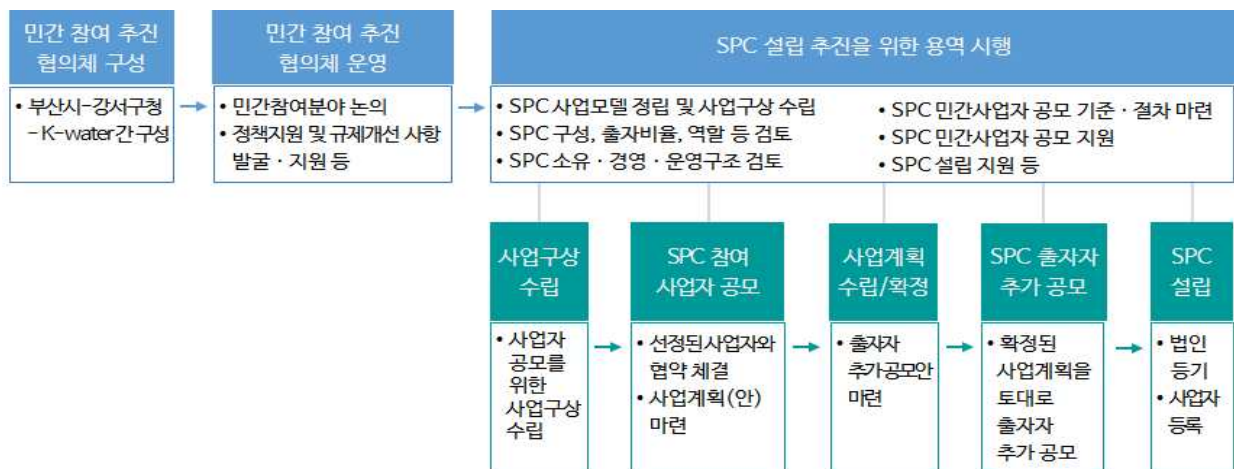 민간 참여 추진
협의체 구성
• 부산시-강서구청
-K-water간 구성
민간 참여 추진
협의체 운영
• 민간참여분야 논의
• 정책지원 및 규제개선 사항
발굴·지원 등
SPC 설립 추진을 위한 용역 시행
• SPC 사업모델 정립 및 사업구상 수립
• SPC 구성, 출자비율, 역할 등 검토
• SPC 소유·경영·운영구조 검토
• SPC 민간사업자 공모 기준·절차 마련
• SPC 민간사업자 공모 지원
• SPC 설립 지원 등
사업구상
수립
• 사업자
공모를
위한
사업구상
수립
SPC 참여
사업자 공모
• 선정된 사업자와
협약 체결
• 사업계획(안)
마련
사업계획
수립/확정
• 출자자
추가공모안
마련
SPC 출자자
추가 공모
• 확정된
사업계획을
토대로
출자자
추가 공모
SPC
설립
• 법인
등기
• 사업자
등록